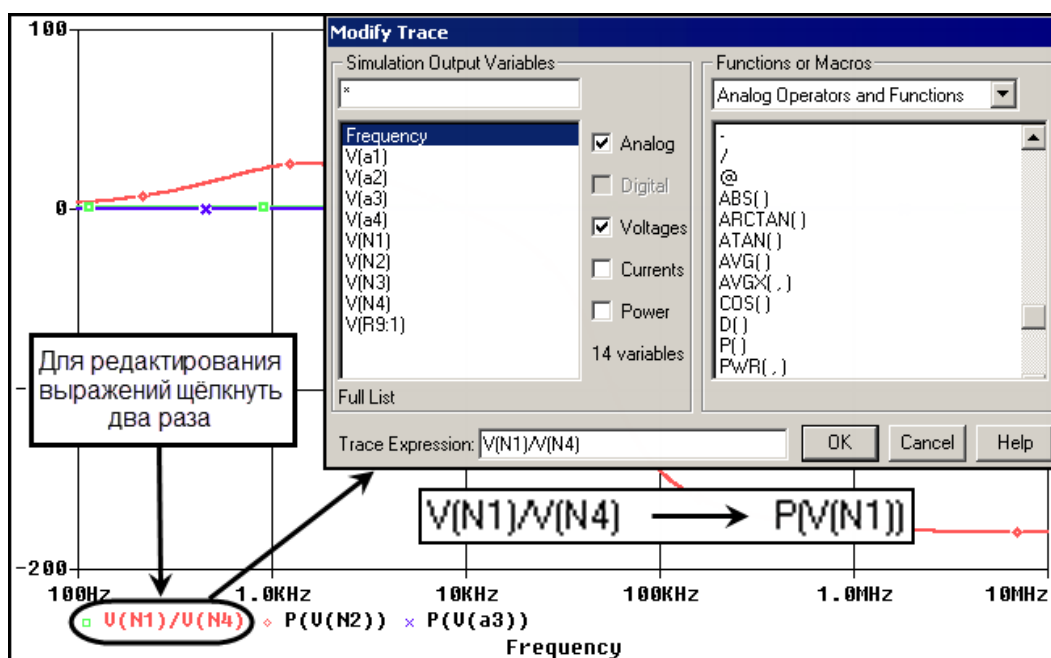 100
0
-200
Modify Trace
Simulation Output Variables
*
Frequency
V(a1)
V(a2)
V(a3)
V(a4)
V(N1)
V(N2)
V(N3)
V(N4)
V(R9:1)
Full List
Analog
Digital
Voltages
Currents
Power
14 variables
Functions or Macros
Analog Operators and Functions
-
/
@
ABS( )
ARCTAN( )
ATAN( )
AVG( )
AVGX( , )
COS( )
D( )
P( )
PWR( , )
Trace Expression: V(N1)/V(N4)
OK Cancel Help
Для редактирования
выражений щёлкнуть
два раза
V(N1)/V(N4) P(V(N1))
100Hz 1.0KHz 10KHz 100KHz 1.0MHz 10MHz
V(N1)/V(N4) P(V(N2)) P(V(a3))
Frequency